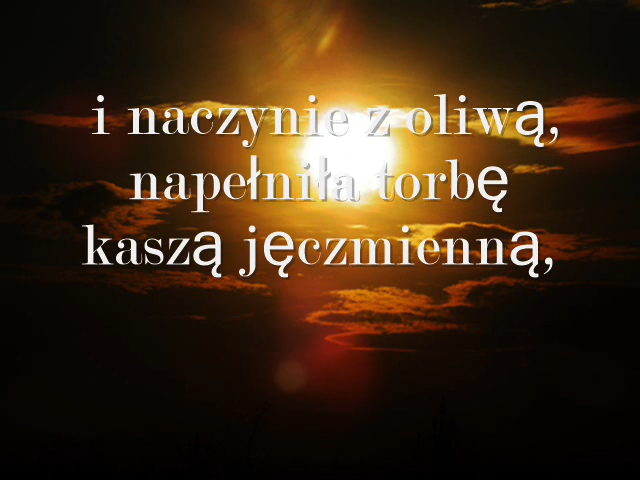 i naczynie z oliwą,
napełniła torbę
kaszą jęczmienną,